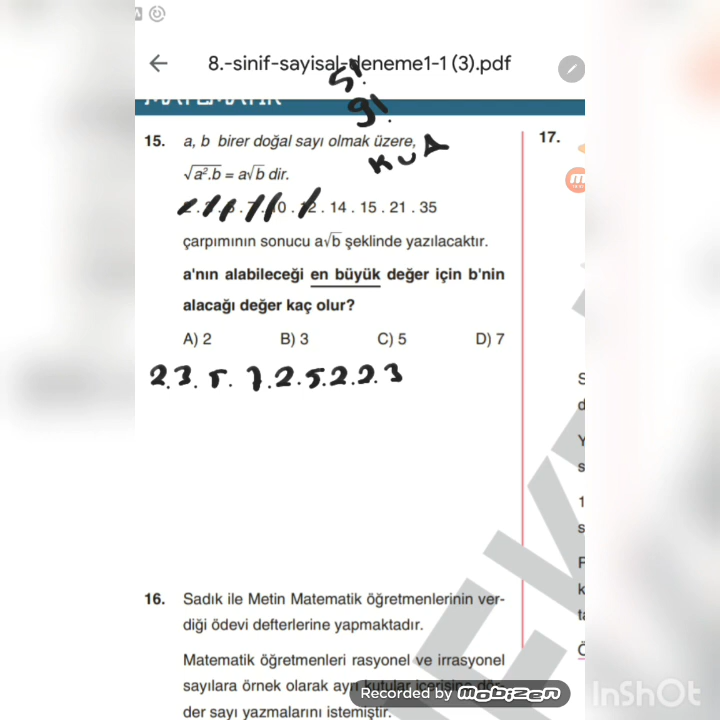 8.-sinif-sayisal-deneme1-1 (3).pdf
5!
9!
15. a, b birer doğal sayı olmak üzere,
KUA
√a².b = a√b dir.
14 . 15 . 21 . 35
çarpımının sonucu a√b şeklinde yazılacaktır.
a'nın alabileceği en büyük değer için b'nin
alacağı değer kaç olur?
A) 2 B) 3 C) 5 D) 7
2.3.5.7.2.5.2.2.3
16. Sadık ile Metin Matematik öğretmenlerinin ver-
diği ödevi defterlerine yapmaktadır.
Matematik öğretmenleri rasyonel ve irrasyonel
sayılara örnek olarak ayrı kutular içerisine
der sayı yazmalarını istemiştir.
17.
Recorded by mobizen
InShOt